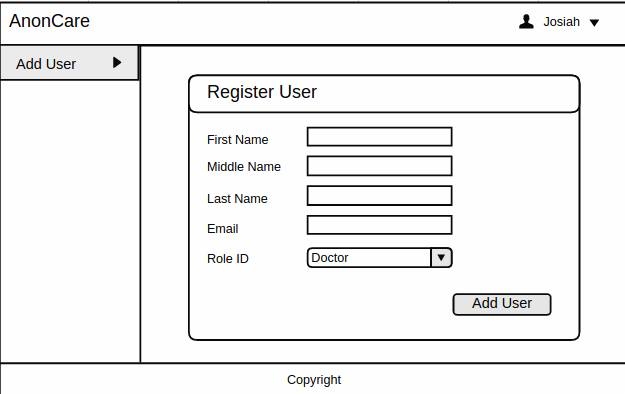 AnonCare
Josiah
Add User
Register User
First Name
Middle Name
Last Name
Email
Role ID
Doctor
Add User
Copyright